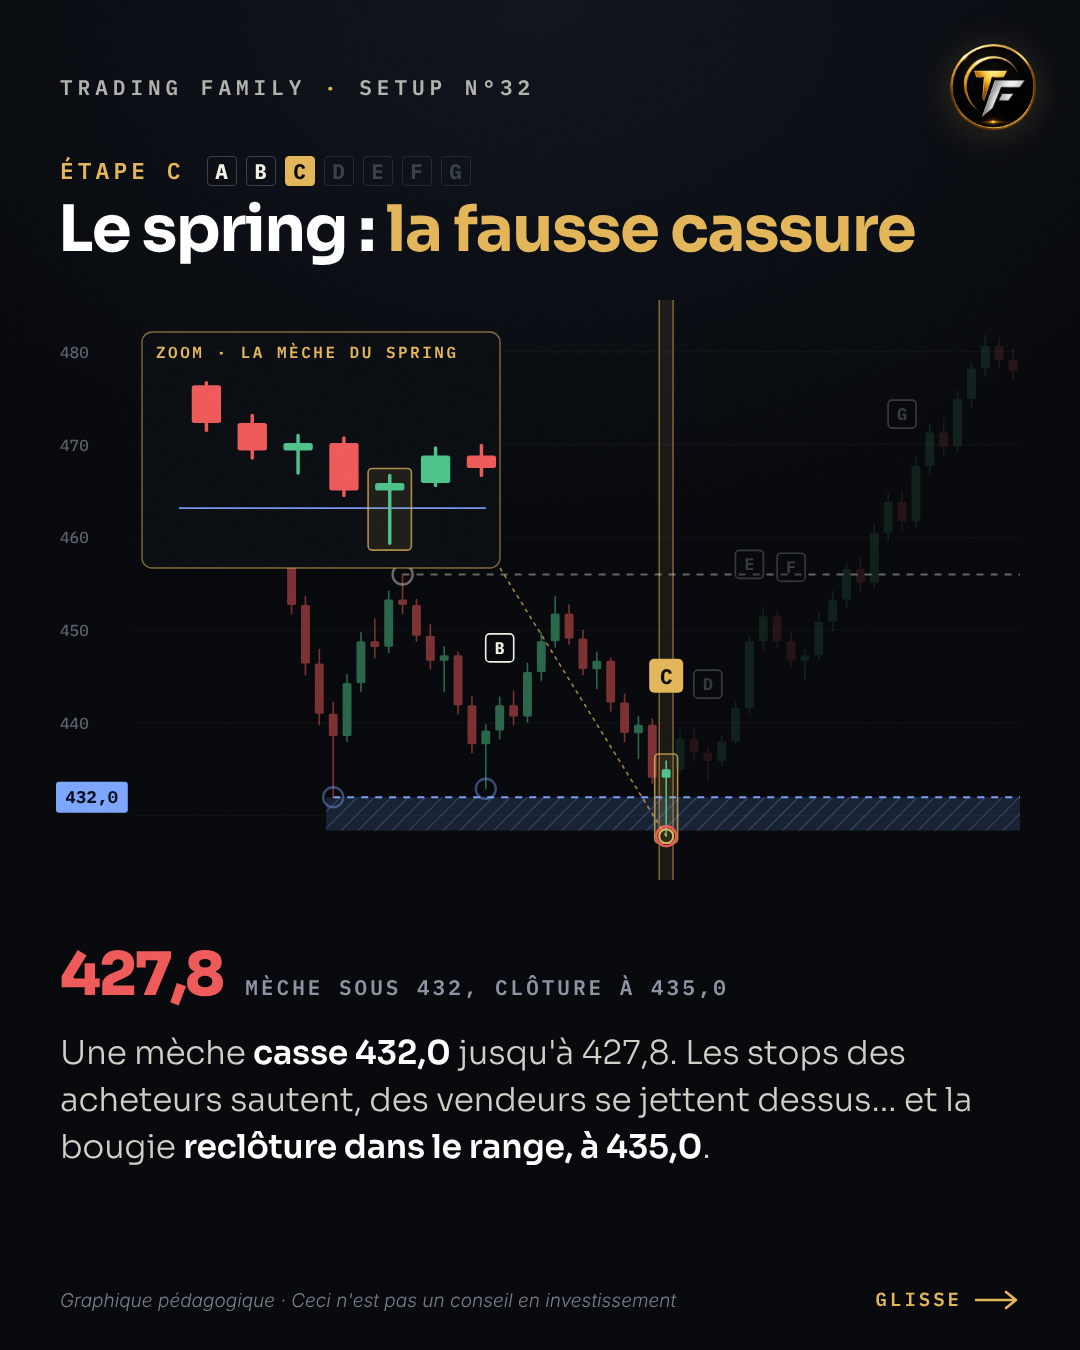 TRADING FAMILY · SETUP N°32
TF
ÉTAPE C A B C D E F G
Le spring : la fausse cassure
ZOOM · LA MÈCHE DU SPRING
480
470
460
450
440
432,0
B
C
D
E
F
G
427,8 MÈCHE SOUS 432, CLÔTURE À 435,0
Une mèche casse 432,0 jusqu'à 427,8. Les stops des
acheteurs sautent, des vendeurs se jettent dessus... et la
bougie reclôture dans le range, à 435,0.
Graphique pédagogique · Ceci n'est pas un conseil en investissement
GLISSE →